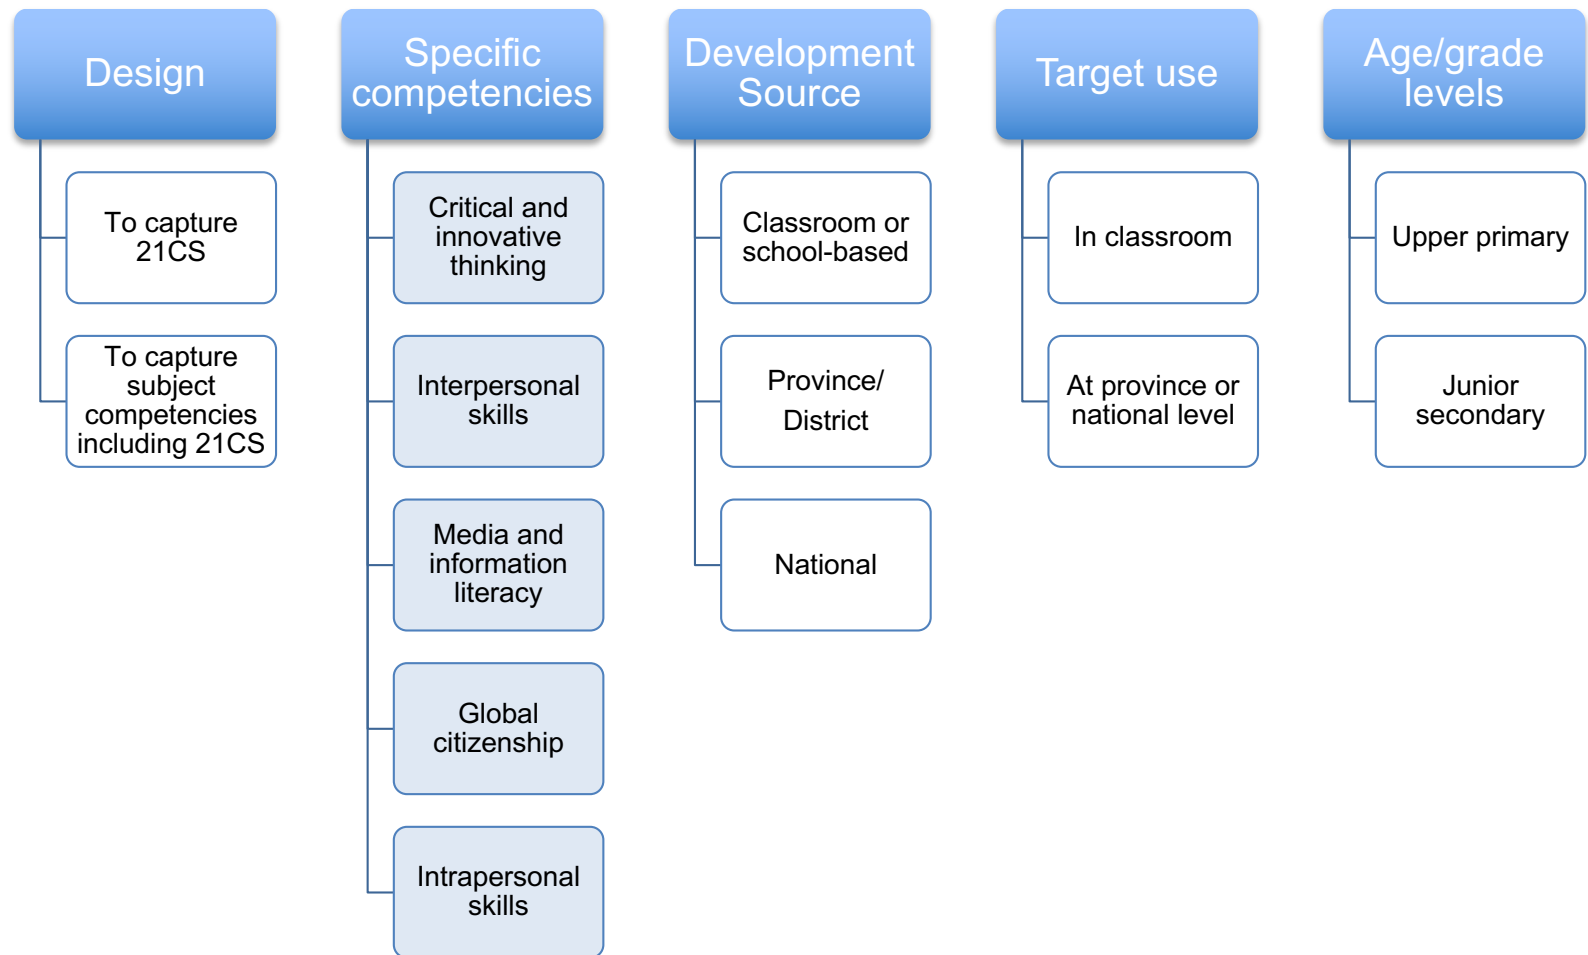 Design
To capture
21CS
To capture
subject
competencies
including 21CS
Specific
competencies
Critical and
innovative
thinking
Interpersonal
skills
Media and
information
literacy
Global
citizenship
Intrapersonal
skills
Development
Source
Classroom or
school-based
Province/
District
National
Target use
In classroom
At province or
national level
Age/grade
levels
Upper primary
Junior
secondary